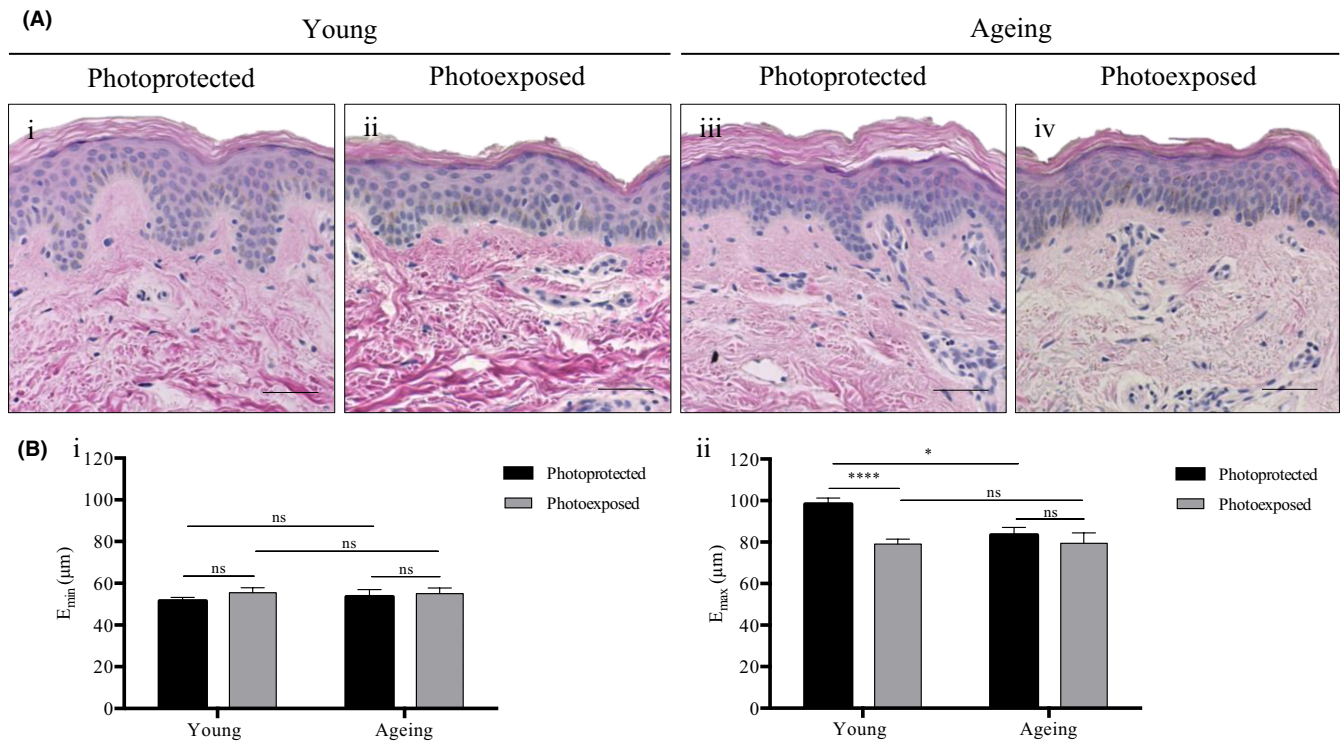 (A)
Young Ageing
Photoprotected Photoexposed Photoprotected Photoexposed
i ii iii iv
(B) i
120
100
80
60
40
20
0
E_min (μm)
ns
ns
ns ns
Young Ageing
Photoprotected
Photoexposed
ii
120
100
80
60
40
20
0
E_max (μm)
*
****
ns
ns
Young Ageing
Photoprotected
Photoexposed